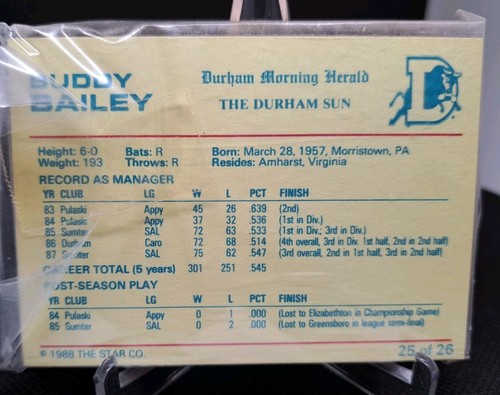 BUDDY
BAILEY
Durham Morning Herald
THE DURHAM SUN
D
Height: 6-0 Bats: R Born: March 28, 1957, Morristown, PA
Weight: 193 Throws: R Resides: Amharst, Virginia
RECORD AS MANAGER
YR CLUB LG W L PCT FINISH
83 Pulaski Appy 45 26 .639 (2nd)
84 Pulaski Appy 37 32 .536 (1st in Div.)
85 Sumter SAL 72 63 .533 (1st in Div.; 3rd in Div.)
86 Durham Caro 72 68 .514 (4th overall, 3rd in Div. 1st half, 2nd in 2nd half)
87 Sumter SAL 75 62 .547 (3rd overall, 2nd in 1st half, 3rd in 2nd half)
CAREER TOTAL (5 years) 301 251 .545
POST-SEASON PLAY
YR CLUB LG W L PCT FINISH
84 Pulaski Appy 0 1 .000 (Lost to Elizabethton in Championship Game)
85 Sumter SAL 0 2 .000 (Lost to Greensboro in league semi-final)
© 1988 THE STAR CO. 25 of 26